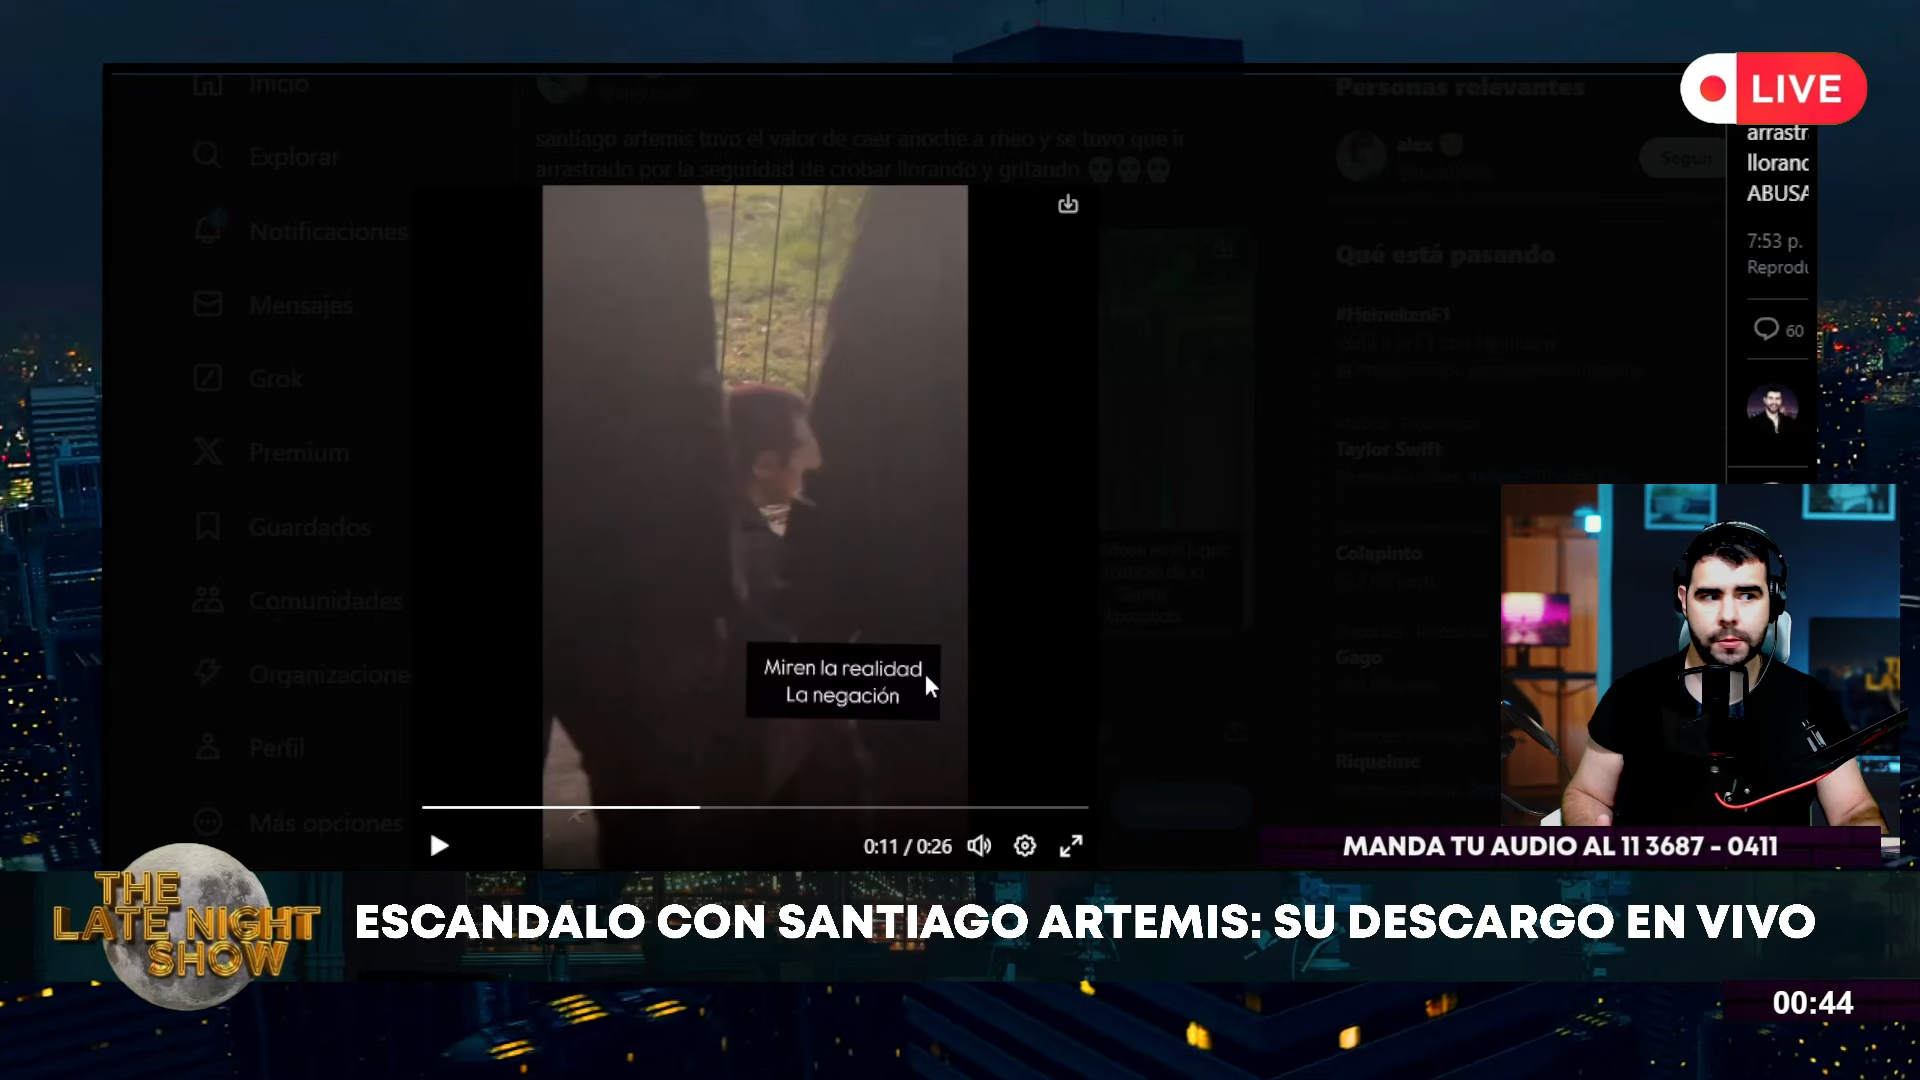 LIVE
Inicio
Explorar
Notificaciones
Mensajes
Grok
Premium
Guardados
Comunidades
Organizacione
Perfil
Más opciones
santiago artemis tuvo el valor de caer anoche a rheo y se tuvo que ir
arrastrado por la seguridad de crobar llorando y gritando
Miren la realidad
La negación
0:11 / 0:26
Personas relevantes
alex
Seguir
Qué está pasando
#HeinekenF1
Taylor Swift
Colapinto
Gago
Riquelme
arrastr
llorand
ABUSA
7:53 p.
Reprodu
60
MANDA TU AUDIO AL 11 3687 - 0411
THE
LATE NIGHT
SHOW
ESCANDALO CON SANTIAGO ARTEMIS: SU DESCARGO EN VIVO
00:44